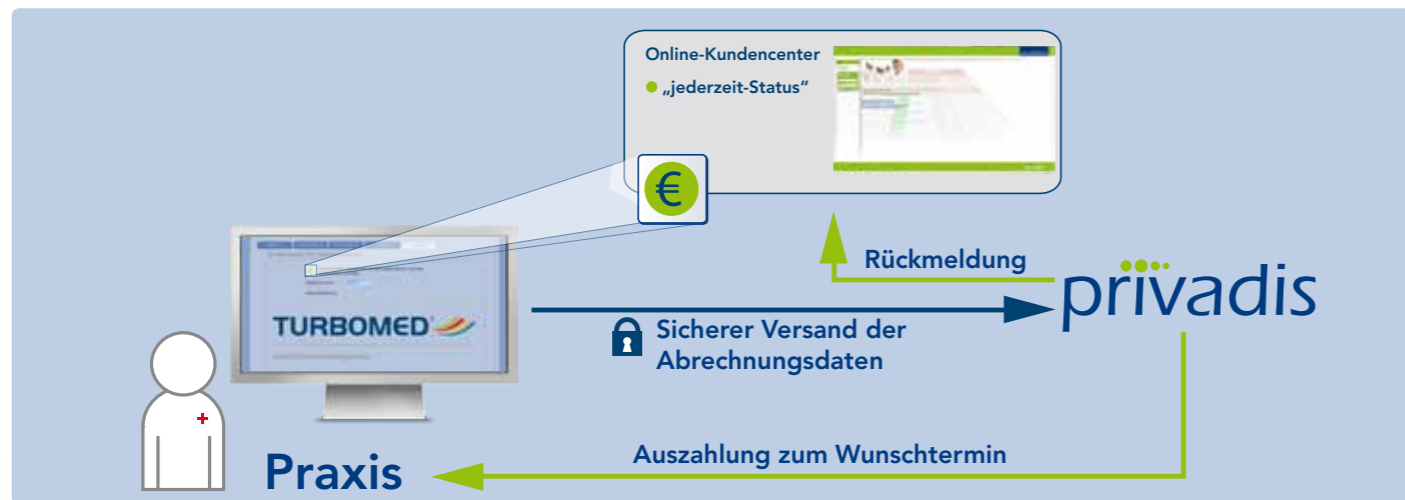 Online-Kundencenter
„jederzeit-Status“
€
Rückmeldung
privadis
TURBOMED
Sicherer Versand der
Abrechnungsdaten
Auszahlung zum Wunschtermin
Praxis